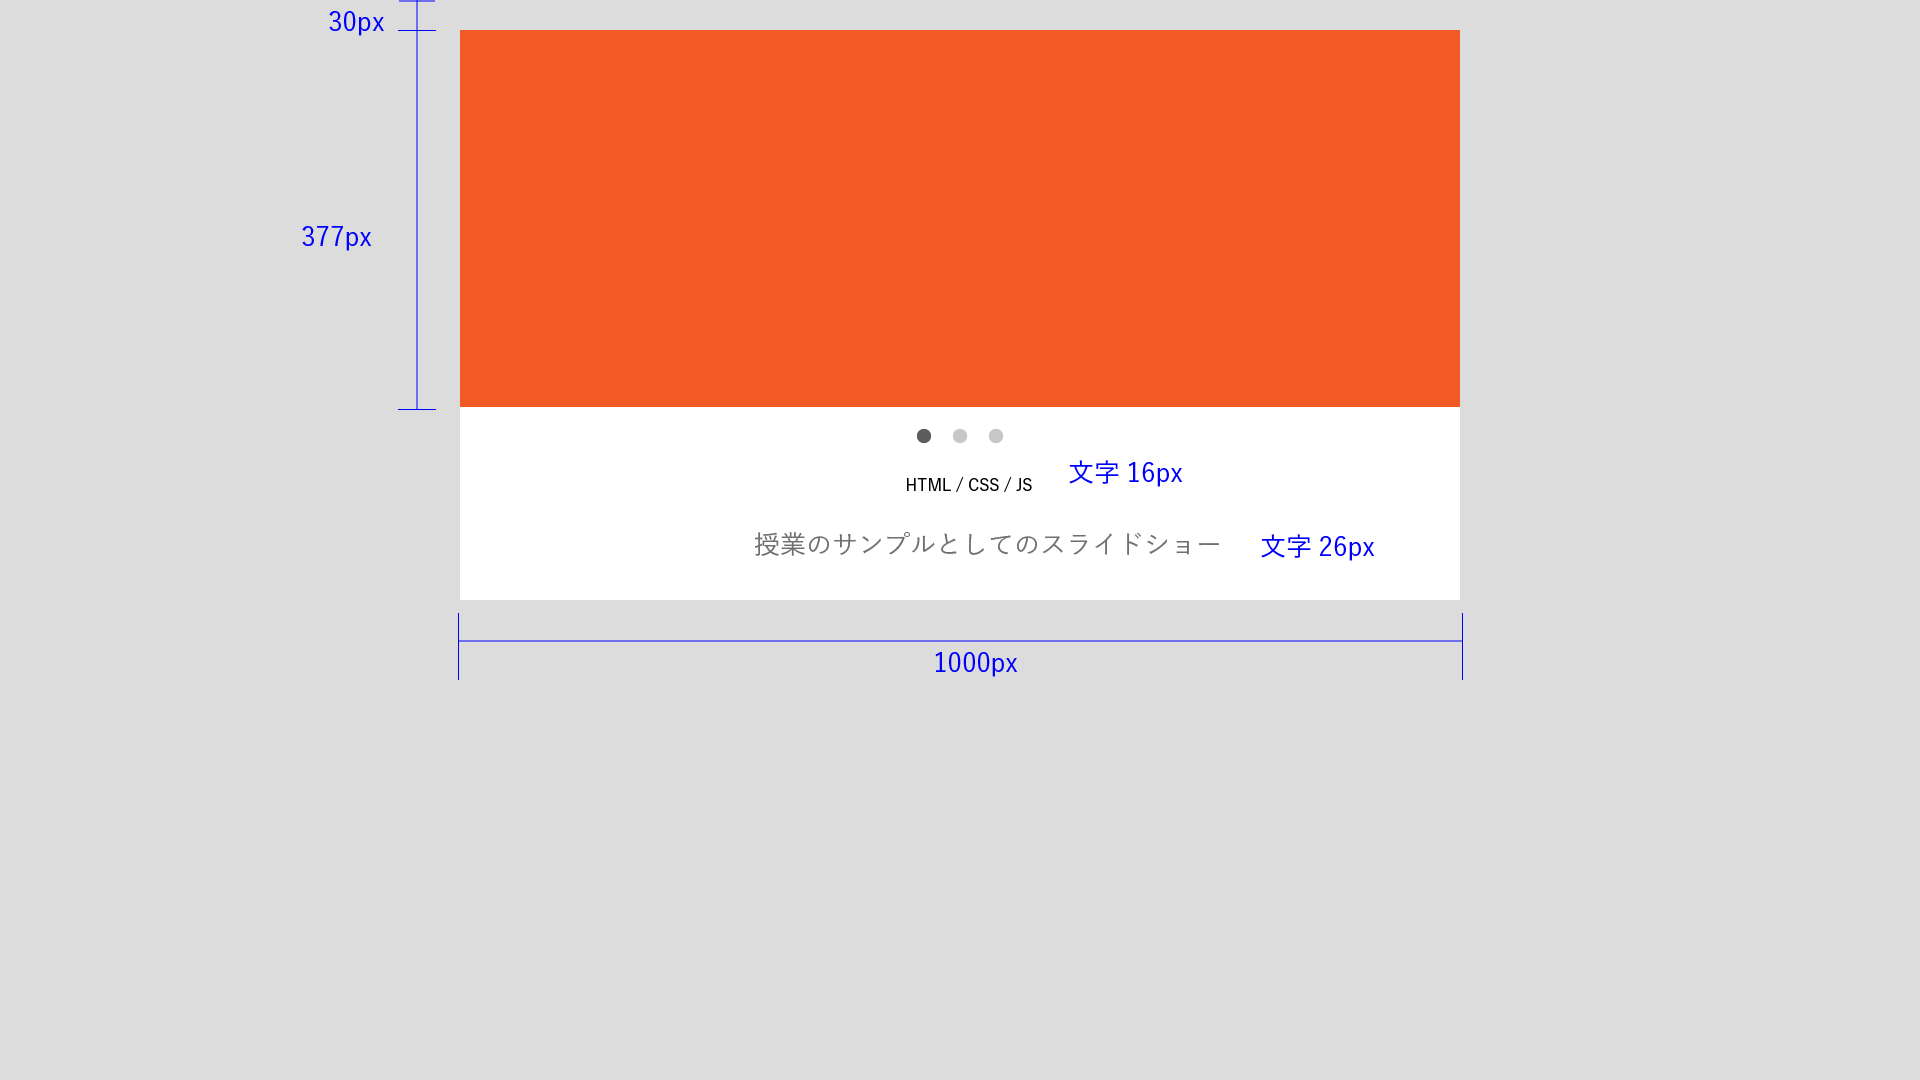 30px
377px
HTML / CSS / JS
文字 16px
授業のサンプルとしてのスライドショー
文字 26px
1000px